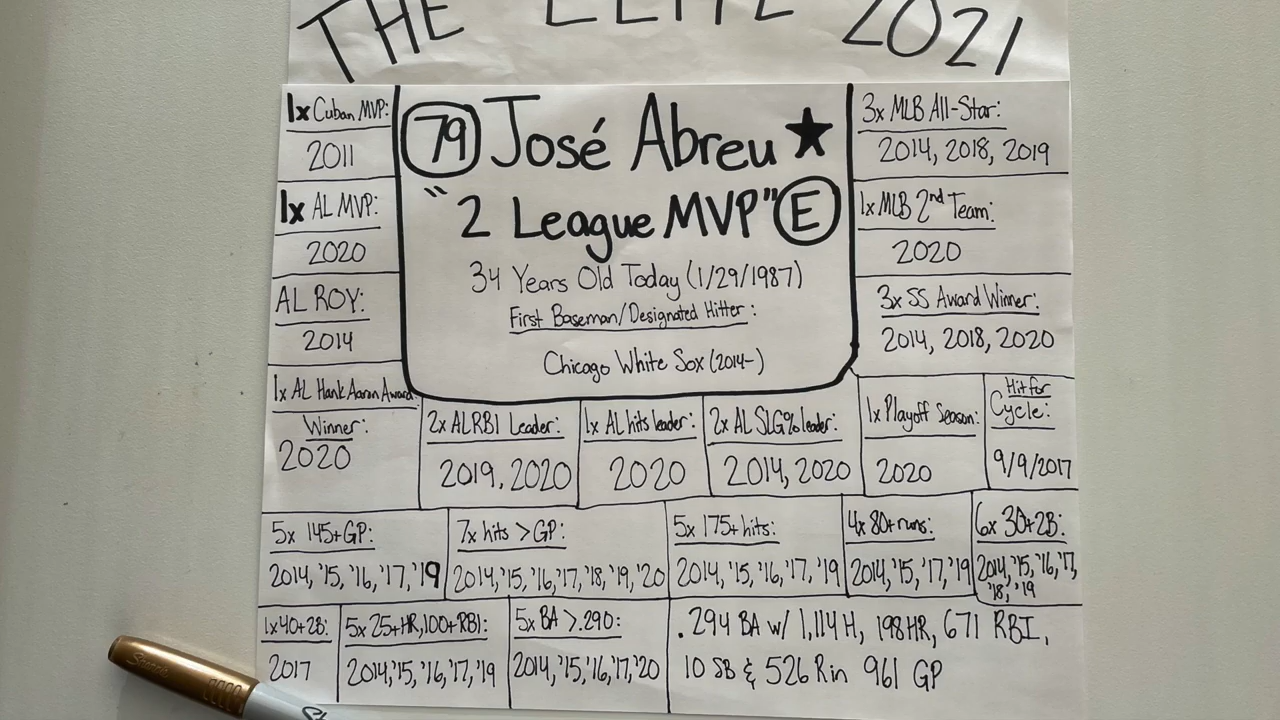 THE ELITE 2021
1x Cuban MVP:
2011
1x AL MVP:
2020
AL ROY:
2014
1x AL Hank Aaron Award
Winner:
2020
79 José Abreu ★
"2 League MVP" E
34 Years Old Today (1/29/1987)
First Baseman/Designated Hitter:
Chicago White Sox (2014-)
3x MLB All-Star:
2014, 2018, 2019
1x MLB 2nd Team:
2020
3x SS Award Winner:
2014, 2018, 2020
2x AL RBI Leader:
2019, 2020
1x AL hits leader:
2020
2x AL SLG% leader:
2014, 2020
1x Playoff Season:
2020
Hit for
Cycle:
9/9/2017
5x 145+ GP:
2014, '15, '16, '17, '19
7x hits > GP:
2014, '15, '16, '17, '18, '19, '20
5x 175+ hits:
2014, '15, '16, '17, '19
4x 80+ runs:
2014, '15, '17, '19
6x 30+ 2B:
2014, '15, '16, '17,
'18, '19
1x 40+ 2B:
2017
5x 25+ HR, 100+ RBI:
2014, '15, '16, '17, '19
5x BA > .290:
2014, '15, '16, '17, '20
.294 BA w/ 1,114 H, 198 HR, 671 RBI,
10 SB & 526 R in 961 GP
Sharpie